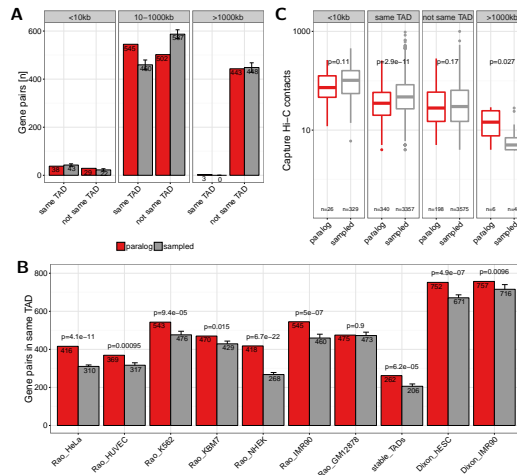 A
<10kb
10−1000kb
>1000kb
Gene pairs [n]
600
400
200
0
38
43
29
22
545
460
502
587
3
0
443
448
same TAD
not same TAD
same TAD
not same TAD
same TAD
not same TAD
paralog
sampled
C
<10kb
same TAD
not same TAD
>1000kb
Capture Hi−C contacts
1000
10
p=0.11
p=2.9e−11
p=0.17
p=0.027
n=26
n=329
n=340
n=3357
n=198
n=3575
n=6
n=4
paralog
sampled
paralog
sampled
paralog
sampled
paralog
sampled
B
Gene pairs in same TAD
800
600
400
200
0
p=4.1e−11
p=0.00095
p=9.4e−05
p=0.015
p=6.7e−22
p=5e−07
p=0.9
p=6.2e−05
p=4.9e−07
p=0.0096
416
310
369
317
543
476
470
429
418
268
545
460
475
473
262
206
752
671
757
716
Rao_HeLa
Rao_HUVEC
Rao_K562
Rao_KBM7
Rao_NHEK
Rao_IMR90
Rao_GM12878
stable_TADs
Dixon_hESC
Dixon_IMR90